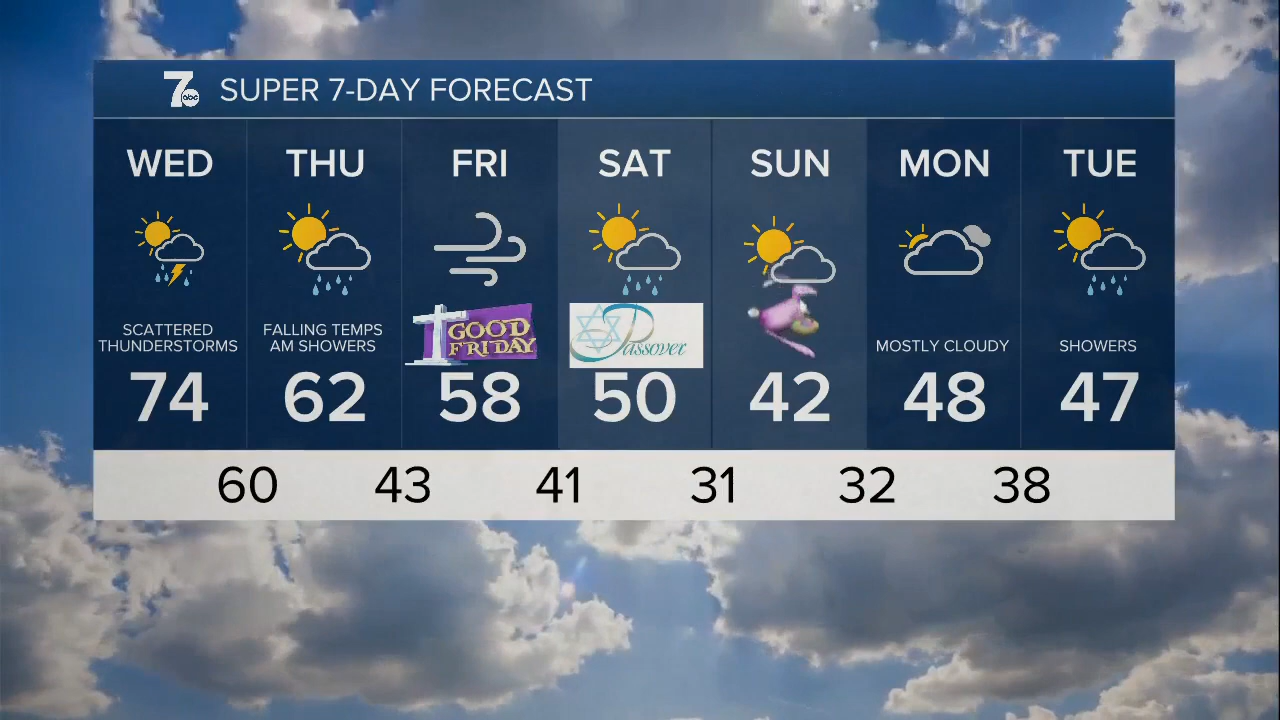 7 abc SUPER 7-DAY FORECAST
WED THU FRI SAT SUN MON TUE
SCATTERED
THUNDERSTORMS
FALLING TEMPS
AM SHOWERS
GOOD
FRIDAY
Passover
MOSTLY CLOUDY
SHOWERS
74 62 58 50 42 48 47
60 43 41 31 32 38